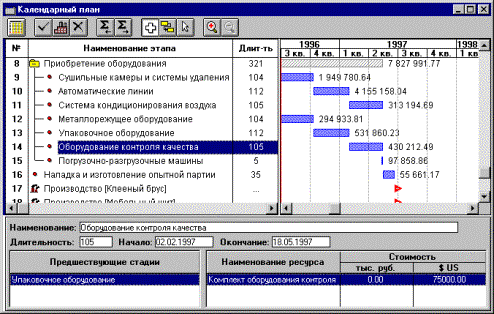 Календарный план
1996 1997 1998
№ Наименование этапа Длит-ть 3 кв. 4 кв. 1 кв. 2 кв. 3 кв. 4 кв. 1 кв
8 Приобретение оборудования 321 7 827 991.77
9 Сушильные камеры и системы удаления 104 1 949 780.64
10 Автоматические линии 112 4 155 158.04
11 Система кондиционирования воздуха 105 313 194.69
12 Металлорежущее оборудование 104 294 933.81
13 Упаковочное оборудование 112 531 860.23
14 Оборудование контроля качества 105 430 212.49
15 Погрузочно-разгрузочные машины 5 97 858.86
16 Наладка и изготовление опытной партии 35 55 661.17
17 Производство [Клееный брус] ...
18 Производство [Мебельный щит]
Наименование: Оборудование контроля качества
Длительность: 105 Начало: 02.02.1997 Окончание: 18.05.1997
Предшествующие стадии Наименование ресурса Стоимость
тыс. руб. $ US
Упаковочное оборудование Комплект оборудования контроля 0.00 75000.00